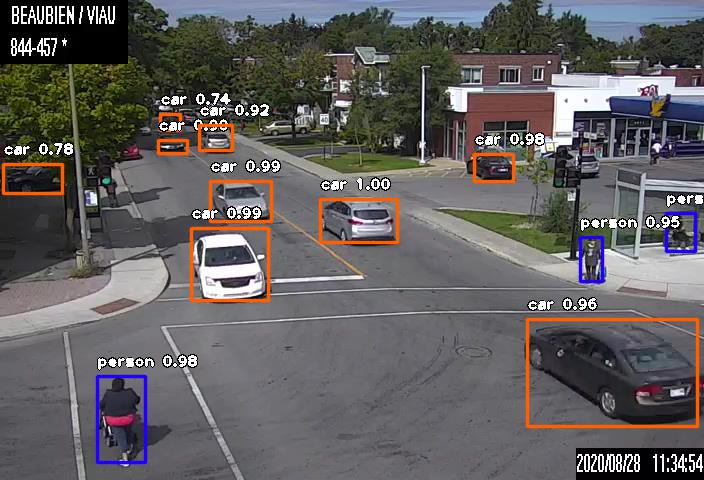 BEAUBIEN / VIAU
844-457 *
car 0.74
car 0.92
car 0.78
car 0.98
car 0.99
car 1.00
car 0.99
person 0.95
pers
car 0.96
person 0.98
2020/08/28 11:34:54